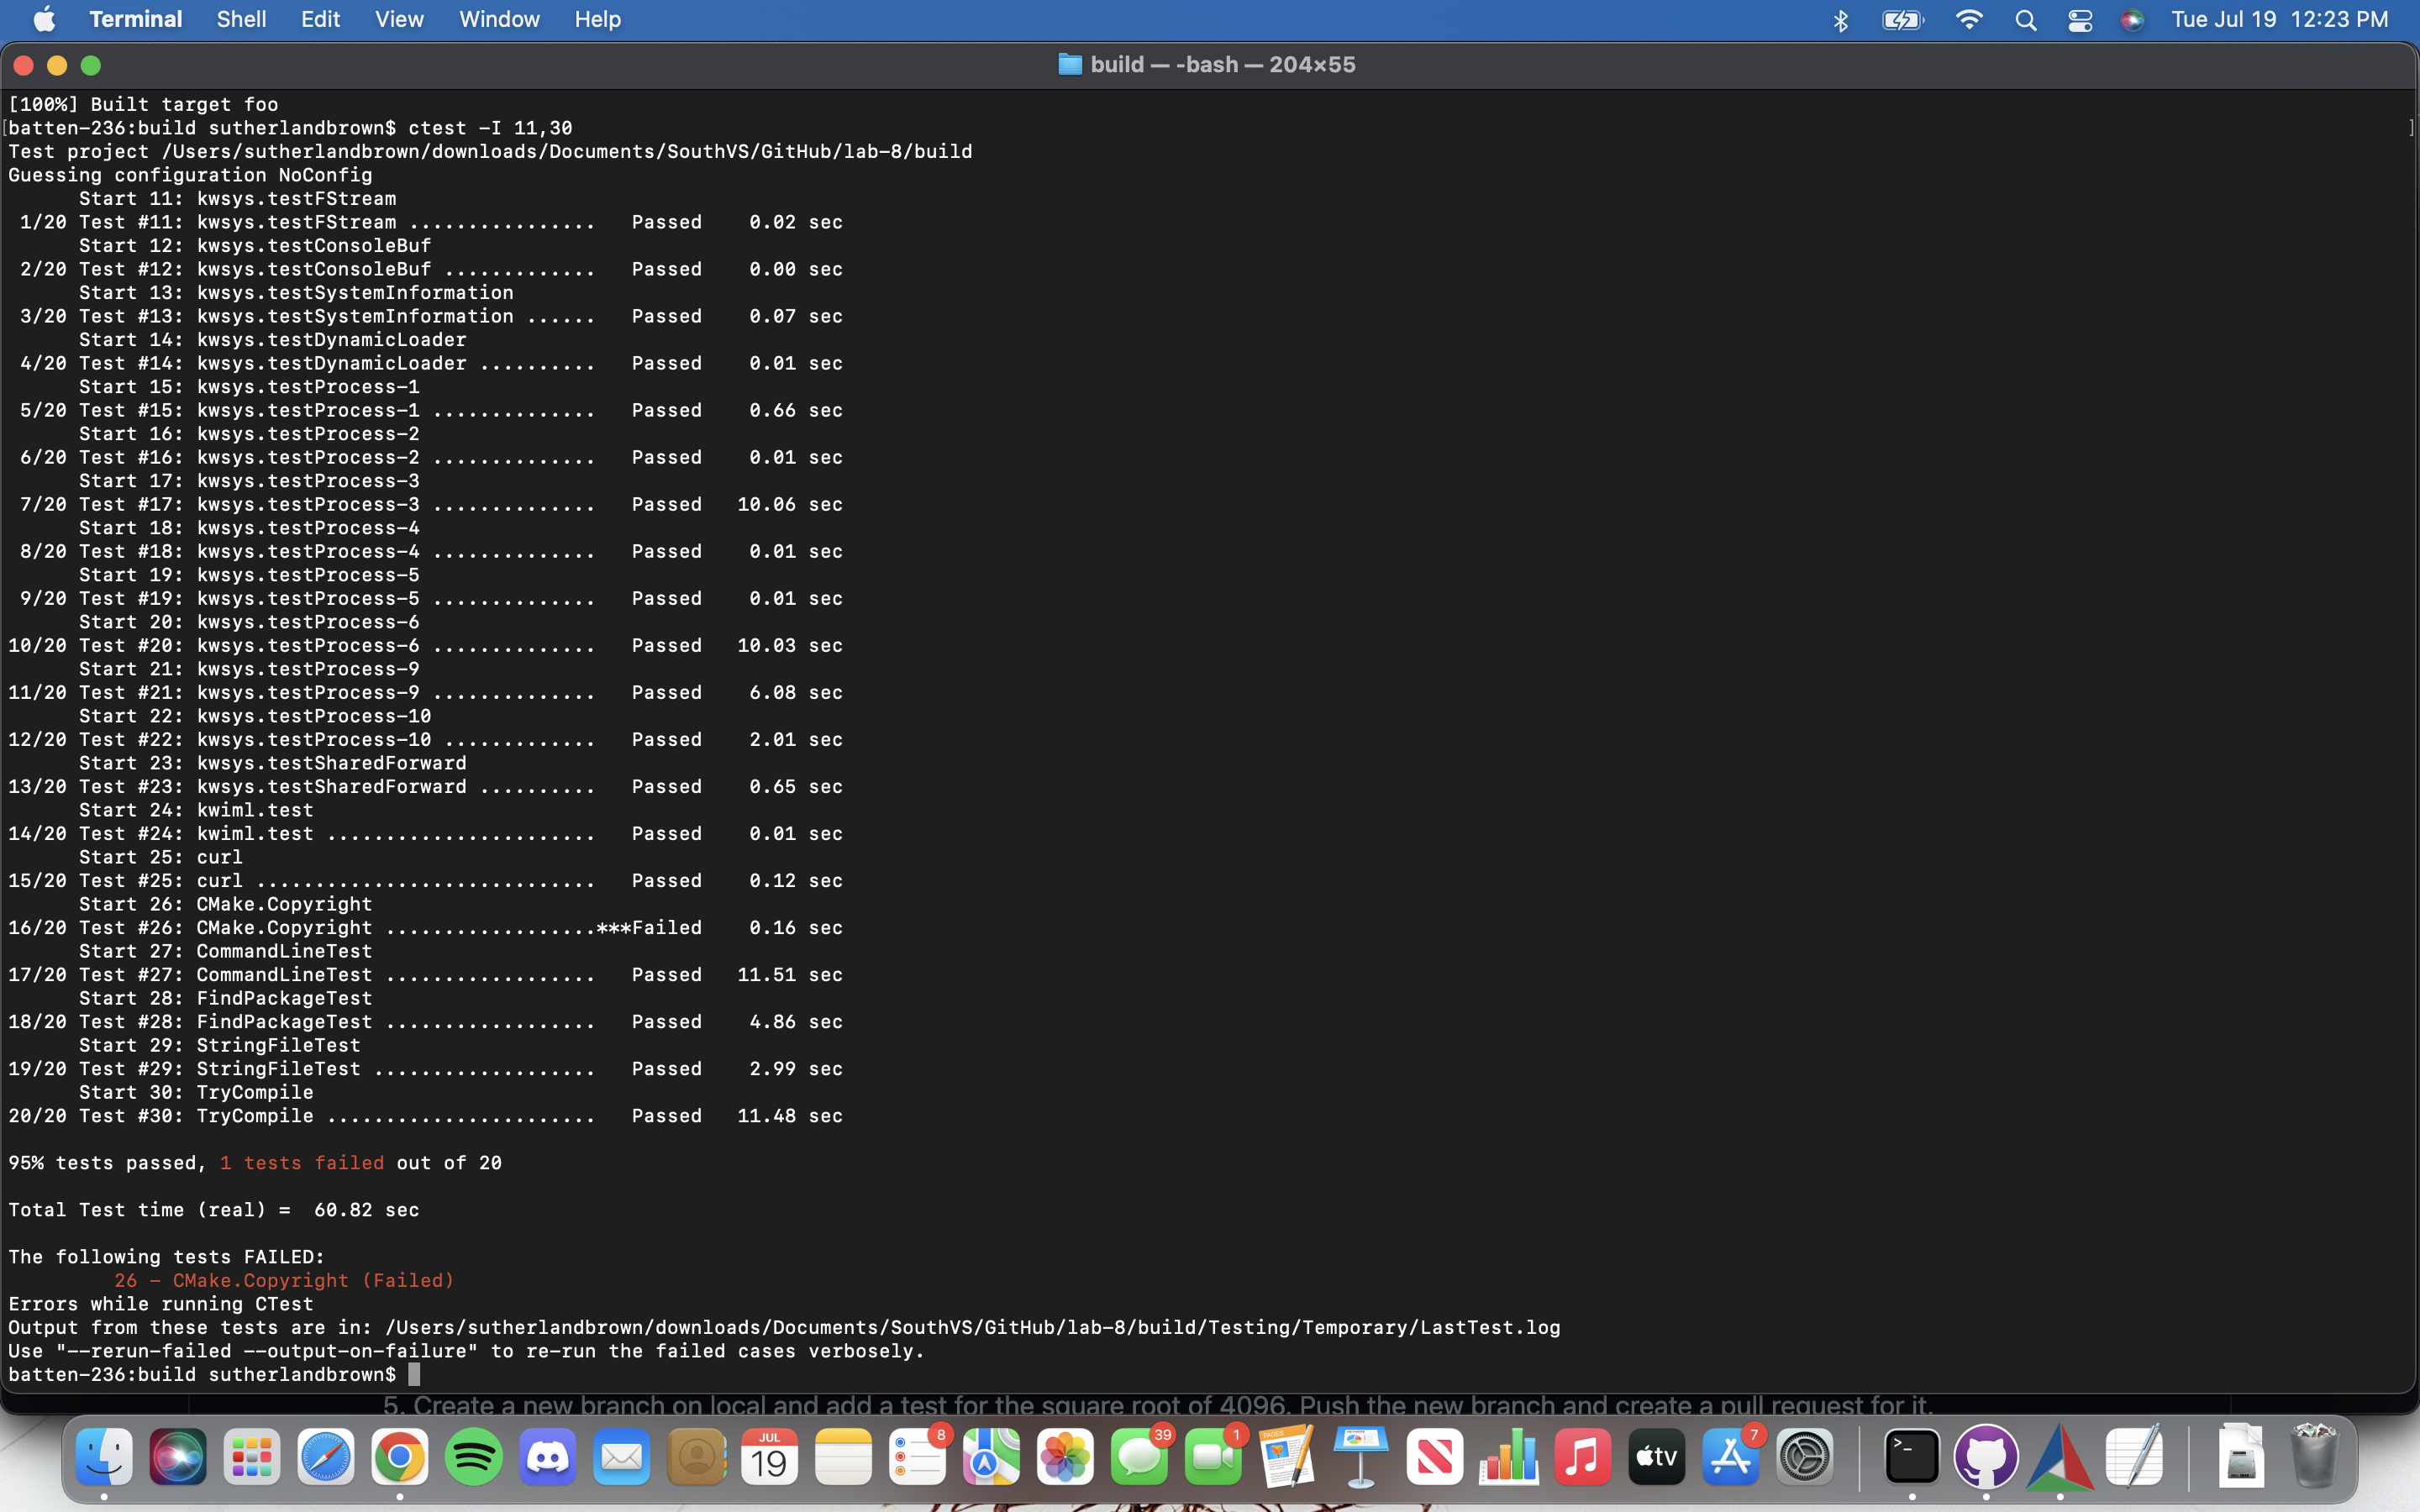 Terminal Shell Edit View Window Help Tue Jul 19 12:23 PM
build — -bash — 204×55
[100%] Built target foo
[batten-236:build sutherlandbrown$ ctest -I 11,30 ]
Test project /Users/sutherlandbrown/downloads/Documents/SouthVS/GitHub/lab-8/build
Guessing configuration NoConfig
      Start 11: kwsys.testFStream
 1/20 Test #11: kwsys.testFStream ................   Passed    0.02 sec
      Start 12: kwsys.testConsoleBuf
 2/20 Test #12: kwsys.testConsoleBuf .............   Passed    0.00 sec
      Start 13: kwsys.testSystemInformation
 3/20 Test #13: kwsys.testSystemInformation ......   Passed    0.07 sec
      Start 14: kwsys.testDynamicLoader
 4/20 Test #14: kwsys.testDynamicLoader ..........   Passed    0.01 sec
      Start 15: kwsys.testProcess-1
 5/20 Test #15: kwsys.testProcess-1 ..............   Passed    0.66 sec
      Start 16: kwsys.testProcess-2
 6/20 Test #16: kwsys.testProcess-2 ..............   Passed    0.01 sec
      Start 17: kwsys.testProcess-3
 7/20 Test #17: kwsys.testProcess-3 ..............   Passed   10.06 sec
      Start 18: kwsys.testProcess-4
 8/20 Test #18: kwsys.testProcess-4 ..............   Passed    0.01 sec
      Start 19: kwsys.testProcess-5
 9/20 Test #19: kwsys.testProcess-5 ..............   Passed    0.01 sec
      Start 20: kwsys.testProcess-6
10/20 Test #20: kwsys.testProcess-6 ..............   Passed   10.03 sec
      Start 21: kwsys.testProcess-9
11/20 Test #21: kwsys.testProcess-9 ..............   Passed    6.08 sec
      Start 22: kwsys.testProcess-10
12/20 Test #22: kwsys.testProcess-10 .............   Passed    2.01 sec
      Start 23: kwsys.testSharedForward
13/20 Test #23: kwsys.testSharedForward ..........   Passed    0.65 sec
      Start 24: kwiml.test
14/20 Test #24: kwiml.test .......................   Passed    0.01 sec
      Start 25: curl
15/20 Test #25: curl .............................   Passed    0.12 sec
      Start 26: CMake.Copyright
16/20 Test #26: CMake.Copyright ..................***Failed    0.16 sec
      Start 27: CommandLineTest
17/20 Test #27: CommandLineTest ..................   Passed   11.51 sec
      Start 28: FindPackageTest
18/20 Test #28: FindPackageTest ..................   Passed    4.86 sec
      Start 29: StringFileTest
19/20 Test #29: StringFileTest ...................   Passed    2.99 sec
      Start 30: TryCompile
20/20 Test #30: TryCompile .......................   Passed   11.48 sec
95% tests passed, 1 tests failed out of 20
Total Test time (real) =  60.82 sec
The following tests FAILED:
         26 - CMake.Copyright (Failed)
Errors while running CTest
Output from these tests are in: /Users/sutherlandbrown/downloads/Documents/SouthVS/GitHub/lab-8/build/Testing/Temporary/LastTest.log
Use "--rerun-failed --output-on-failure" to re-run the failed cases verbosely.
batten-236:build sutherlandbrown$
5. Create a new branch on local and add a test for the square root of 4096. Push the new branch and create a pull request for it.
JUL 8 39 1 PAGES 7
19 tv >_